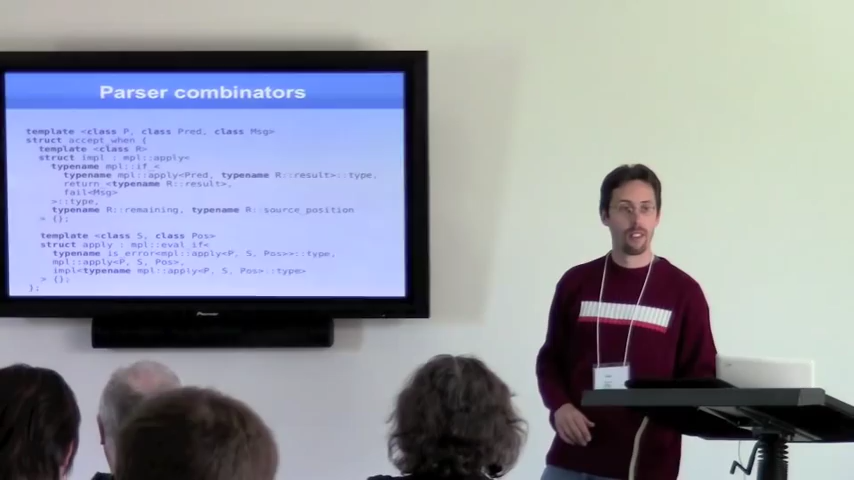 Parser combinators
template <class P, class Pred, class Msg>
struct accept_when {
template <class R>
struct impl : mpl::apply<
typename mpl::if_<
typename mpl::apply<Pred, typename R::result>::type,
return_<typename R::result>,
fail<Msg>
>::type,
typename R::remaining, typename R::source_position
> {};
template <class S, class Pos>
struct apply : mpl::eval_if<
typename is_error<mpl::apply<P, S, Pos>>::type,
mpl::apply<P, S, Pos>,
impl<typename mpl::apply<P, S, Pos>::type>
> {};
};
Pioneer